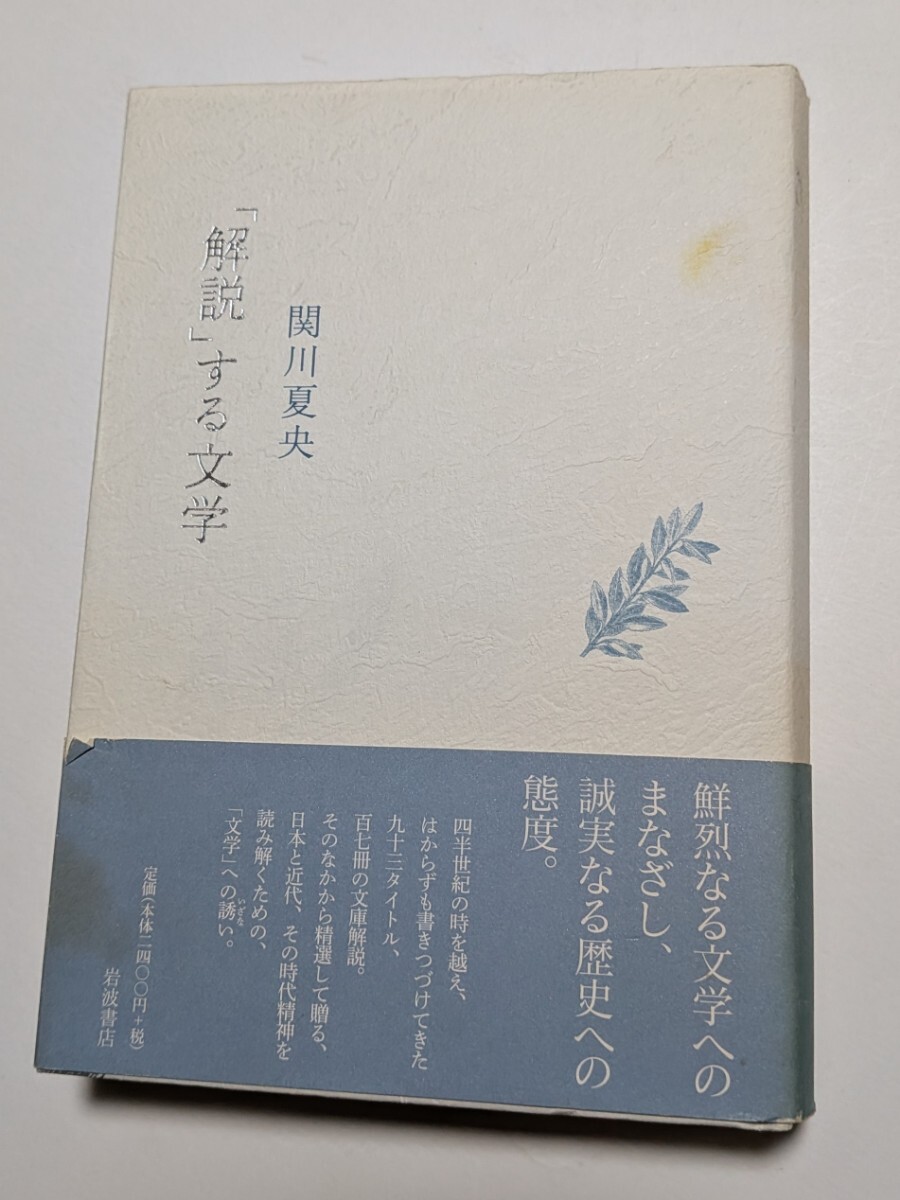 「解説」する文学
関川夏央
鮮烈なる文学への
まなざし、
誠実なる歴史への
態度。
四半世紀の時を越え、
はからずも書きつづけてきた
九十三タイトル、
百七冊の文庫解説。
そのなかから精選して贈る、
日本と近代、その時代精神を
読み解くための、
「文学」への誘い。
いざな
定価(本体二四〇〇円+税)
岩波書店